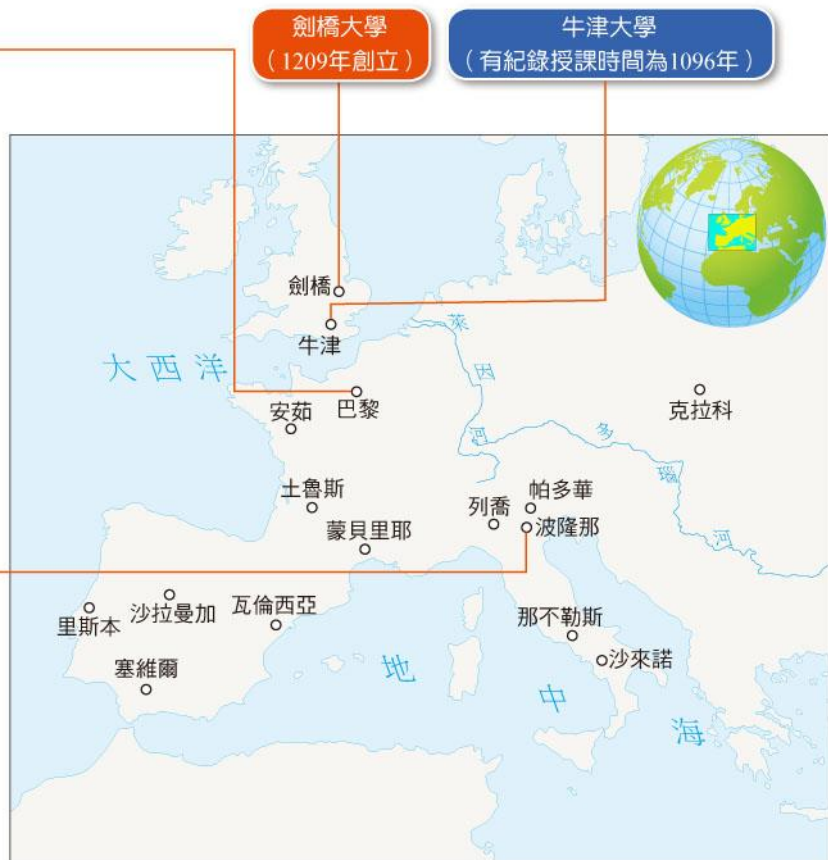 劍橋大學
（1209年創立）
牛津大學
（有紀錄授課時間為1096年）
劍橋
牛津
大西洋
萊因河
巴黎
安茹
克拉科
多瑙河
土魯斯
蒙貝里耶
列喬
帕多華
波隆那
里斯本
沙拉曼加
瓦倫西亞
塞維爾
那不勒斯
沙來諾
地中海